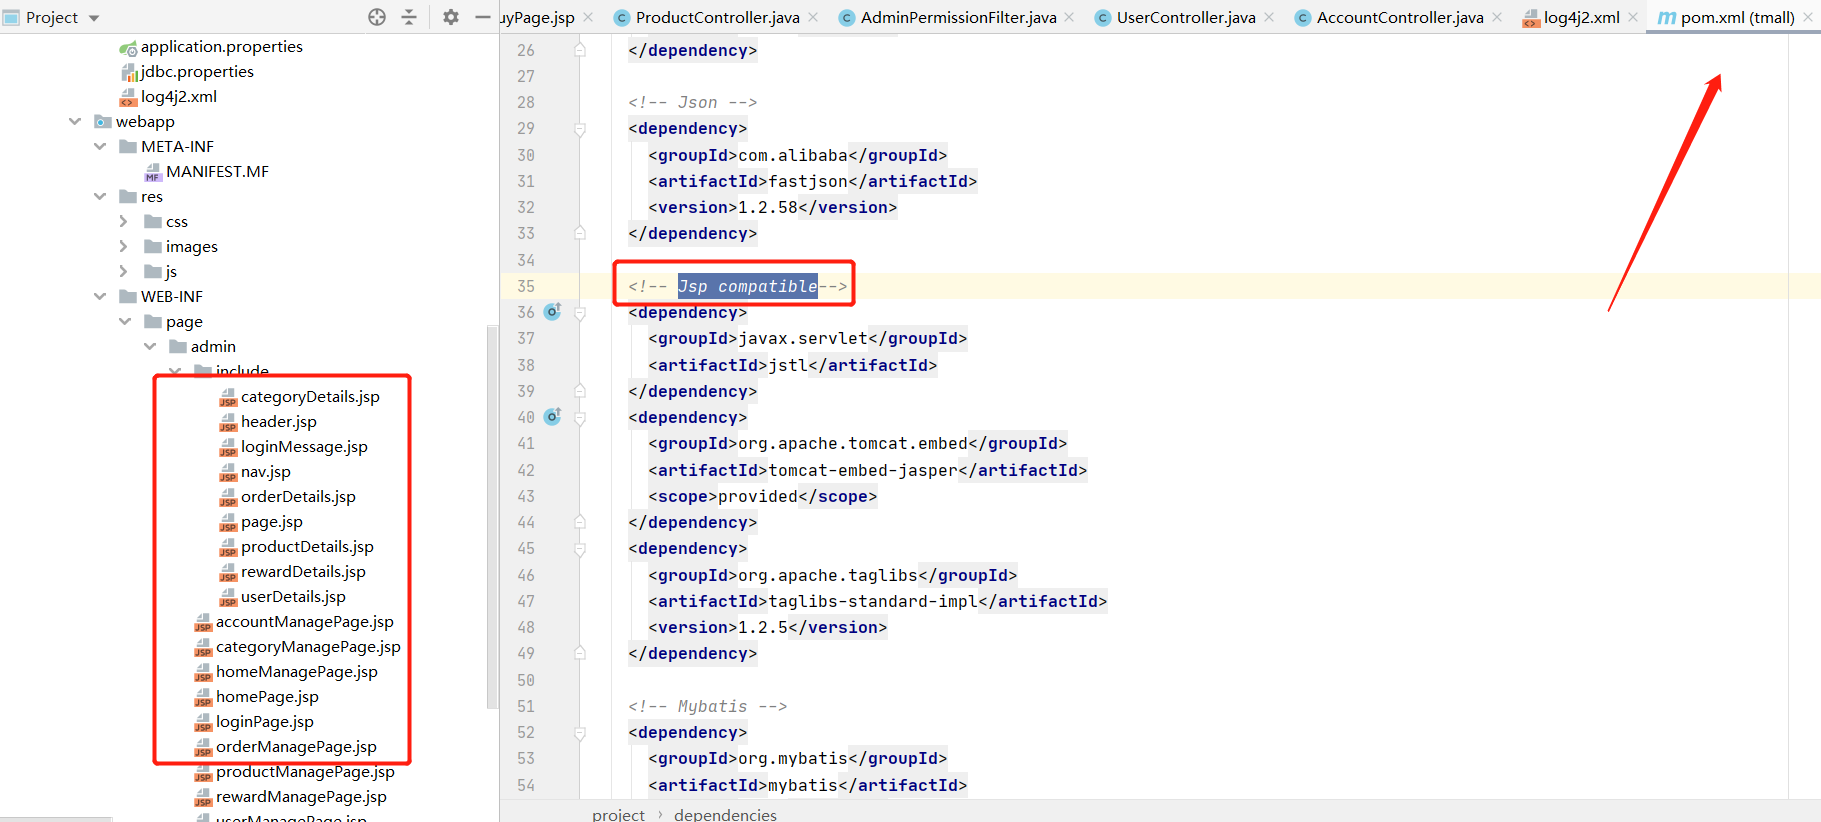 Project
uyPage.jsp
ProductController.java
AdminPermissionFilter.java
UserController.java
AccountController.java
log4j2.xml
pom.xml (tmall)
application.properties
jdbc.properties
log4j2.xml
webapp
META-INF
MANIFEST.MF
res
css
images
js
WEB-INF
page
admin
include
categoryDetails.jsp
header.jsp
loginMessage.jsp
nav.jsp
orderDetails.jsp
page.jsp
productDetails.jsp
rewardDetails.jsp
userDetails.jsp
accountManagePage.jsp
categoryManagePage.jsp
homeManagePage.jsp
homePage.jsp
loginPage.jsp
orderManagePage.jsp
productManagePage.jsp
rewardManagePage.jsp
userManagePage.jsp
26 </dependency>
27
28 <!-- Json -->
29 <dependency>
30 <groupId>com.alibaba</groupId>
31 <artifactId>fastjson</artifactId>
32 <version>1.2.58</version>
33 </dependency>
34
35 <!-- Jsp compatible-->
36 <dependency>
37 <groupId>javax.servlet</groupId>
38 <artifactId>jstl</artifactId>
39 </dependency>
40 <dependency>
41 <groupId>org.apache.tomcat.embed</groupId>
42 <artifactId>tomcat-embed-jasper</artifactId>
43 <scope>provided</scope>
44 </dependency>
45 <dependency>
46 <groupId>org.apache.taglibs</groupId>
47 <artifactId>taglibs-standard-impl</artifactId>
48 <version>1.2.5</version>
49 </dependency>
50
51 <!-- Mybatis -->
52 <dependency>
53 <groupId>org.mybatis</groupId>
54 <artifactId>mybatis</artifactId>
project › dependencies